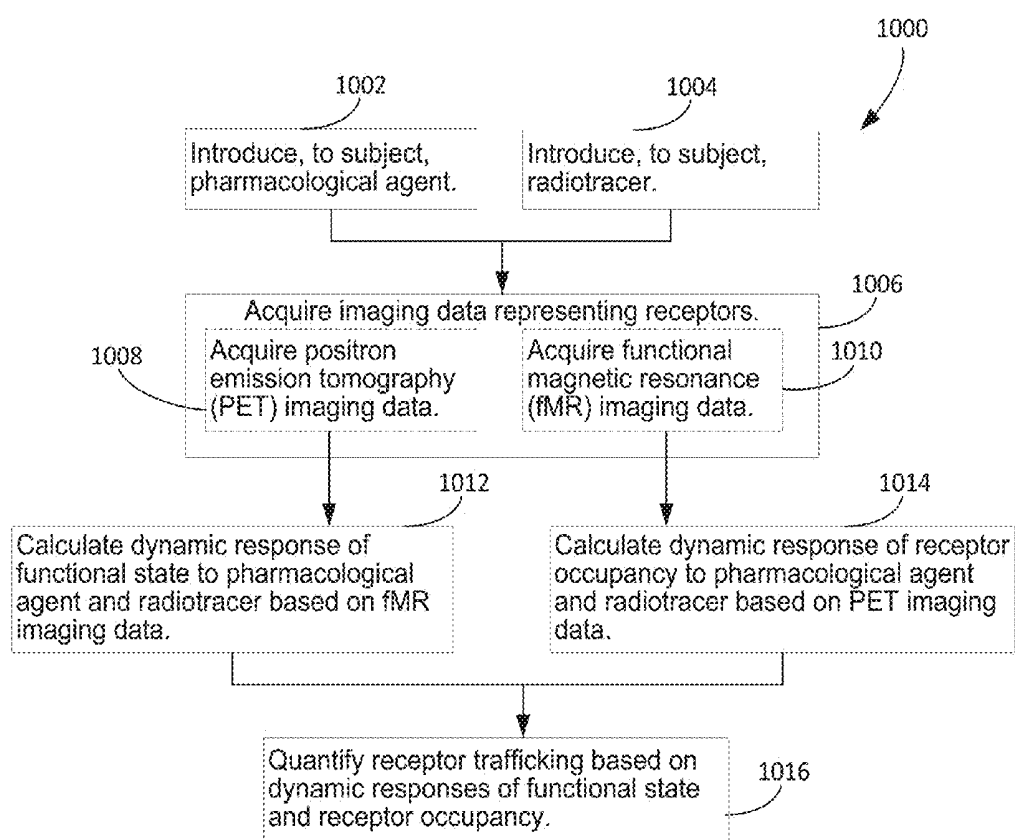 1000
1002
1004
Introduce, to subject,
pharmacological agent.
Introduce, to subject,
radiotracer.
1006
Acquire imaging data representing receptors.
1008
Acquire positron
emission tomography
(PET) imaging data.
Acquire functional
magnetic resonance
(fMR) imaging data.
1010
1012
1014
Calculate dynamic response of
functional state to pharmacological
agent and radiotracer based on fMR
imaging data.
Calculate dynamic response of receptor
occupancy to pharmacological agent
and radiotracer based on PET imaging
data.
Quantify receptor trafficking based on
dynamic responses of functional state
and receptor occupancy.
1016